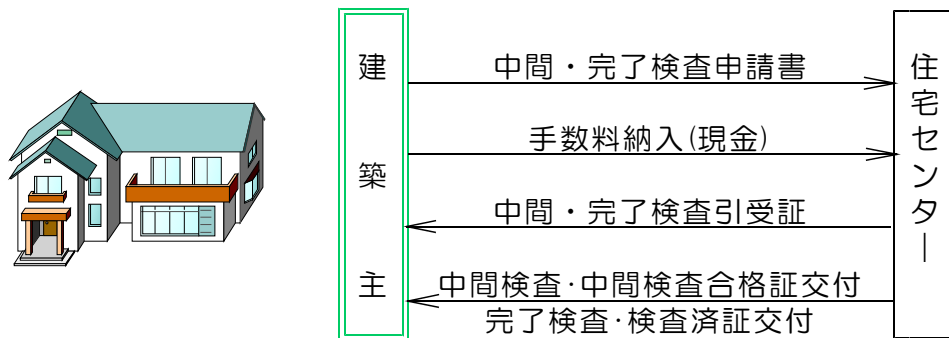 建築主
中間・完了検査申請書
手数料納入(現金)
中間・完了検査引受証
中間検査・中間検査合格証交付
完了検査・検査済証交付
住宅センター